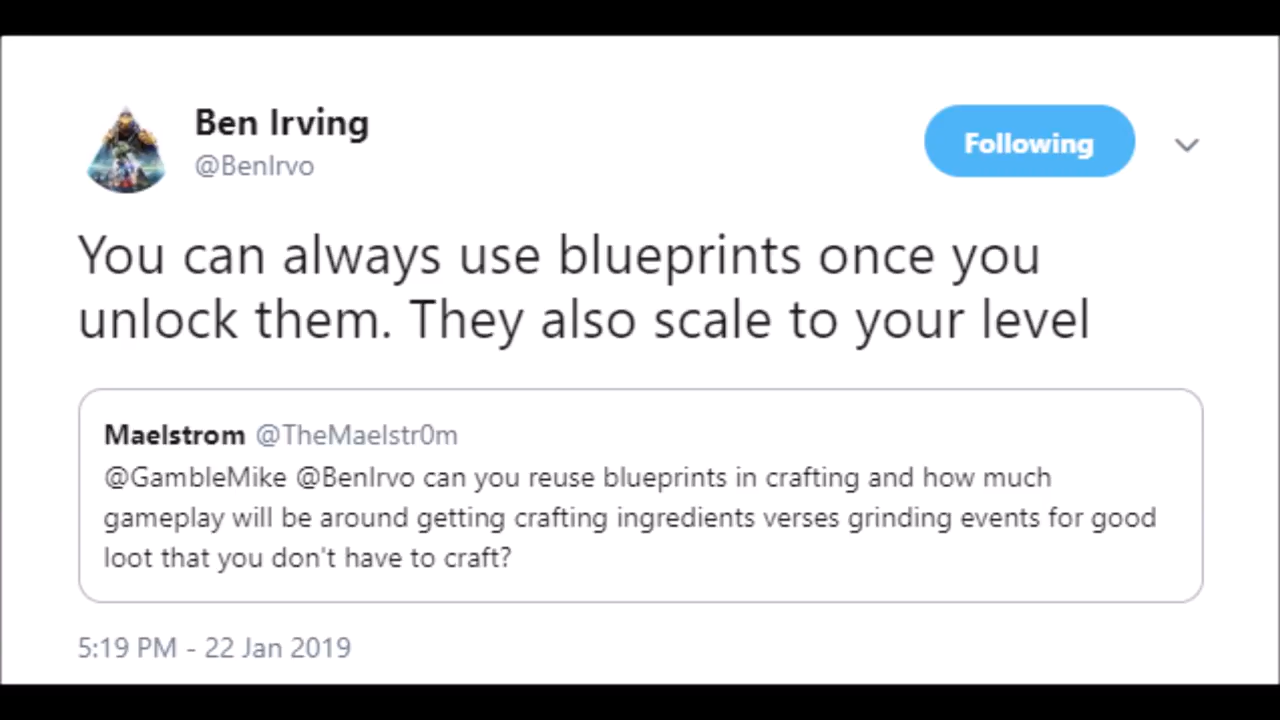 Ben Irving
@BenIrvo
Following
You can always use blueprints once you
unlock them. They also scale to your level
Maelstrom @TheMaelstr0m
@GambleMike @BenIrvo can you reuse blueprints in crafting and how much
gameplay will be around getting crafting ingredients verses grinding events for good
loot that you don't have to craft?
5:19 PM - 22 Jan 2019